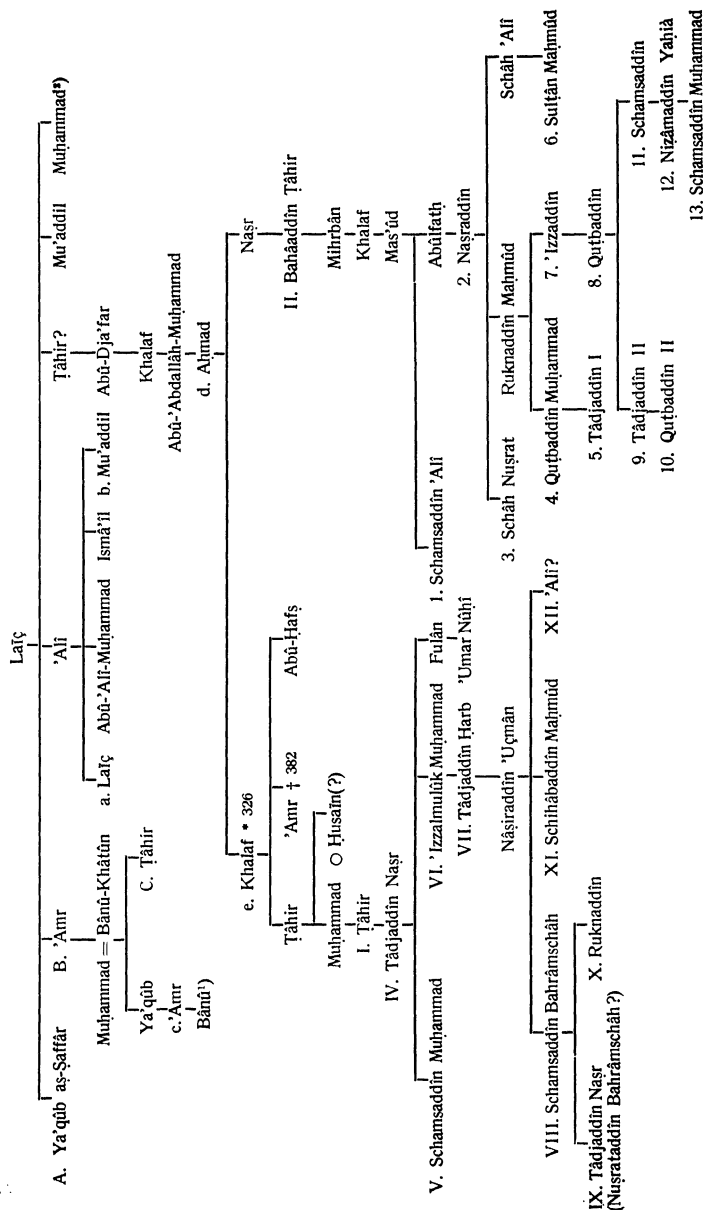 Laïç
A. Ya'qûb aṣ-Ṣaffâr B. 'Amr 'Alî Ṭâhir? Mu'addil Muḥammad²)
Muḥammad = Bânû-Khâtûn a. Laïç Abû-'Alî-Muḥammad Ismâ'îl b. Mu'addil Abû-Dja'far
Ya'qûb C. Ṭâhir Khalaf
c. 'Amr Abû-'Abdallâh-Muḥammad
Bânû¹) d. Aḥmad
e. Khalaf * 326 Naṣr
Ṭâhir 'Amr † 382 Abû-Ḥafṣ II. Bahâaddîn Ṭâhir
Muḥammad ○ Ḥusaïn(?) Mihrbân
I. Ṭâhir Khalaf
IV. Tâdjaddîn Naṣr Mas'ûd
V. Schamsaddîn Muḥammad VI. 'Izzalmulûk Muḥammad Fulân 1. Schamsaddîn 'Alî Abûlfatḥ
VII. Tâdjaddîn Ḥarb 'Umar Nûḥî 2. Naṣraddîn
Nâṣiraddîn 'Uçmân 3. Schâh Nuṣrat Ruknaddîn Maḥmûd Schâh 'Alî
VIII. Schamsaddîn Bahrâmschâh XI. Schihâbaddîn Maḥmûd XII. 'Alî? 4. Quṭbaddîn Muḥammad 7. 'Izzaddîn 6. Sulṭân Maḥmûd
5. Tâdjaddîn I 8. Quṭbaddîn
IX. Tâdjaddîn Naṣr X. Ruknaddîn 9. Tâdjaddîn II 11. Schamsaddîn
(Nuṣrataddîn Bahrâmschâh?) 10. Quṭbaddîn II 12. Niẓâmaddîn Yaḥià
13. Schamsaddîn Muḥammad